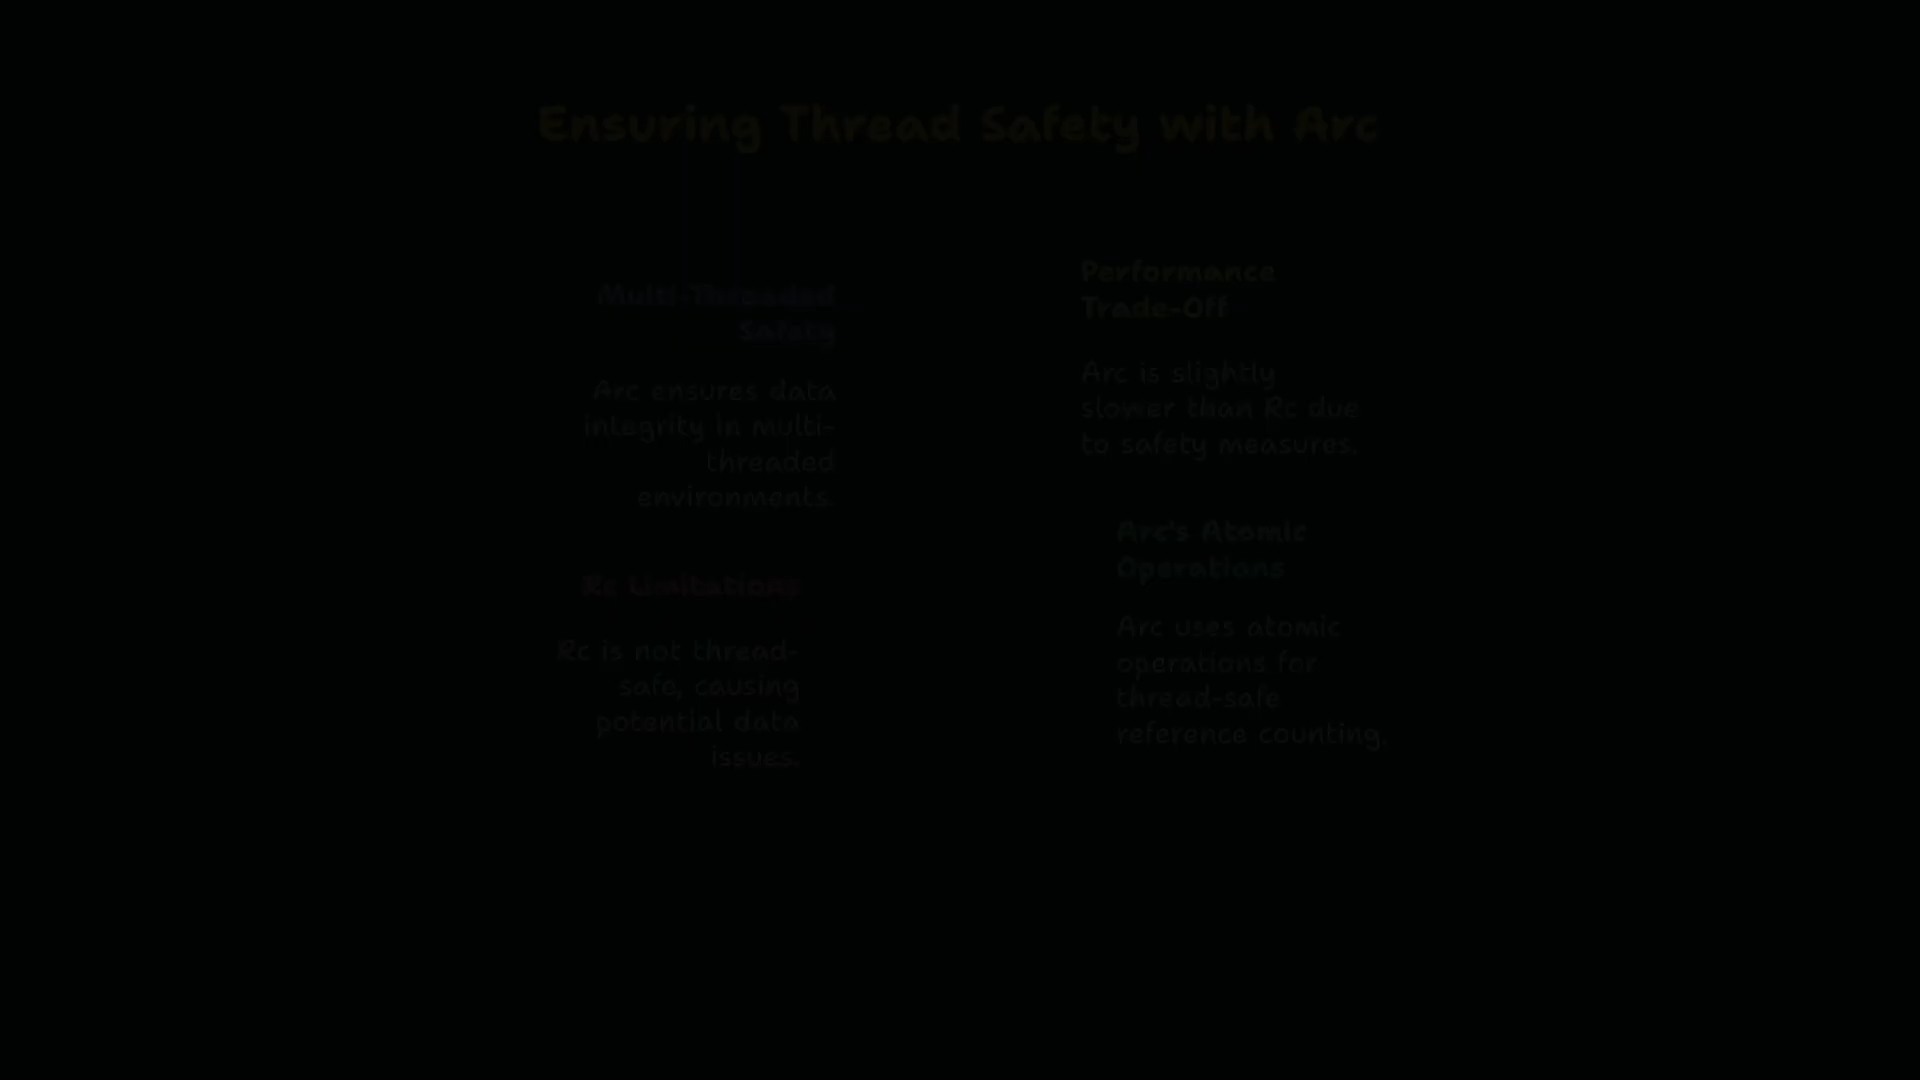 Ensuring Thread Safety with Arc
Multi-Threaded
Safety
Arc ensures data
integrity in multi-
threaded
environments.
Rc Limitations
Rc is not thread-
safe, causing
potential data
issues.
Performance
Trade-Off
Arc is slightly
slower than Rc due
to safety measures.
Arc's Atomic
Operations
Arc uses atomic
operations for
thread-safe
reference counting.